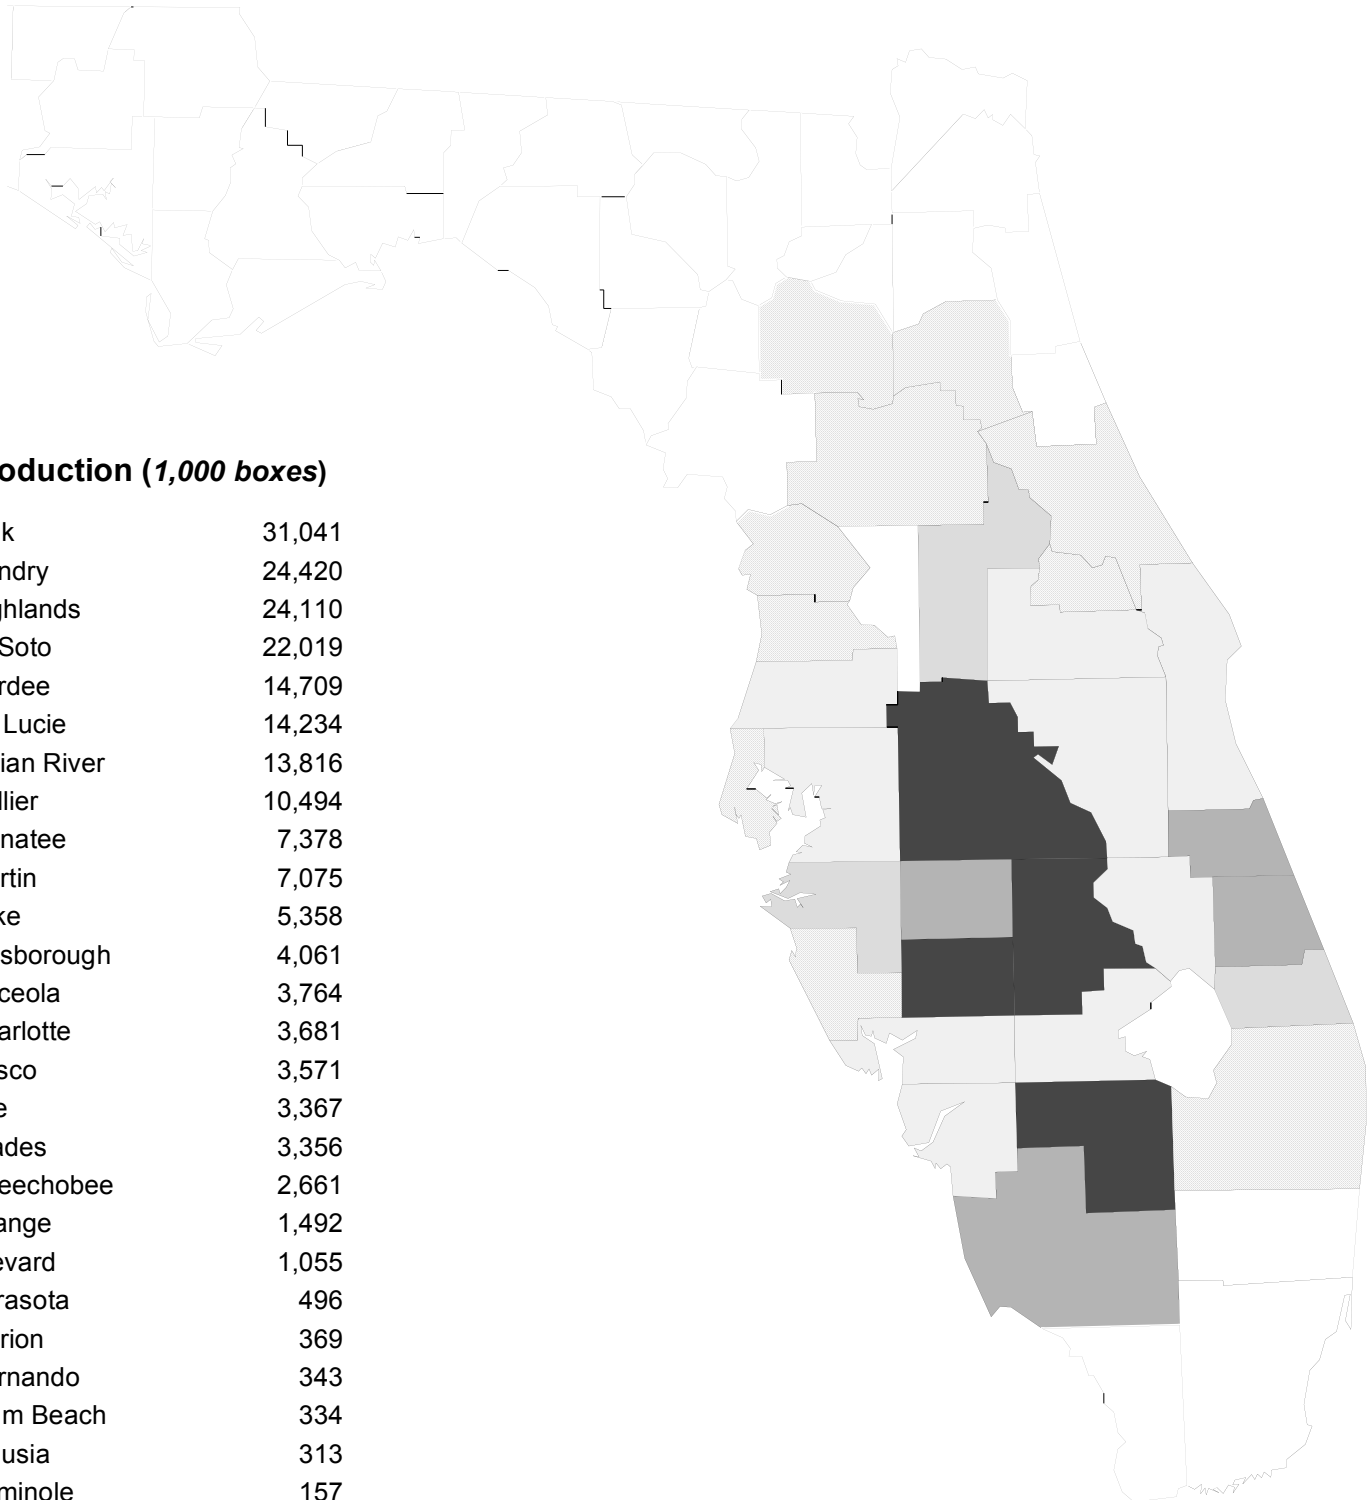 oduction (1,000 boxes)
k 31,041
ndry 24,420
ghlands 24,110
Soto 22,019
rdee 14,709
Lucie 14,234
ian River 13,816
llier 10,494
natee 7,378
rtin 7,075
ke 5,358
sborough 4,061
ceola 3,764
arlotte 3,681
sco 3,571
e 3,367
ades 3,356
eechobee 2,661
ange 1,492
evard 1,055
rasota 496
rion 369
rnando 343
m Beach 334
usia 313
minole 157